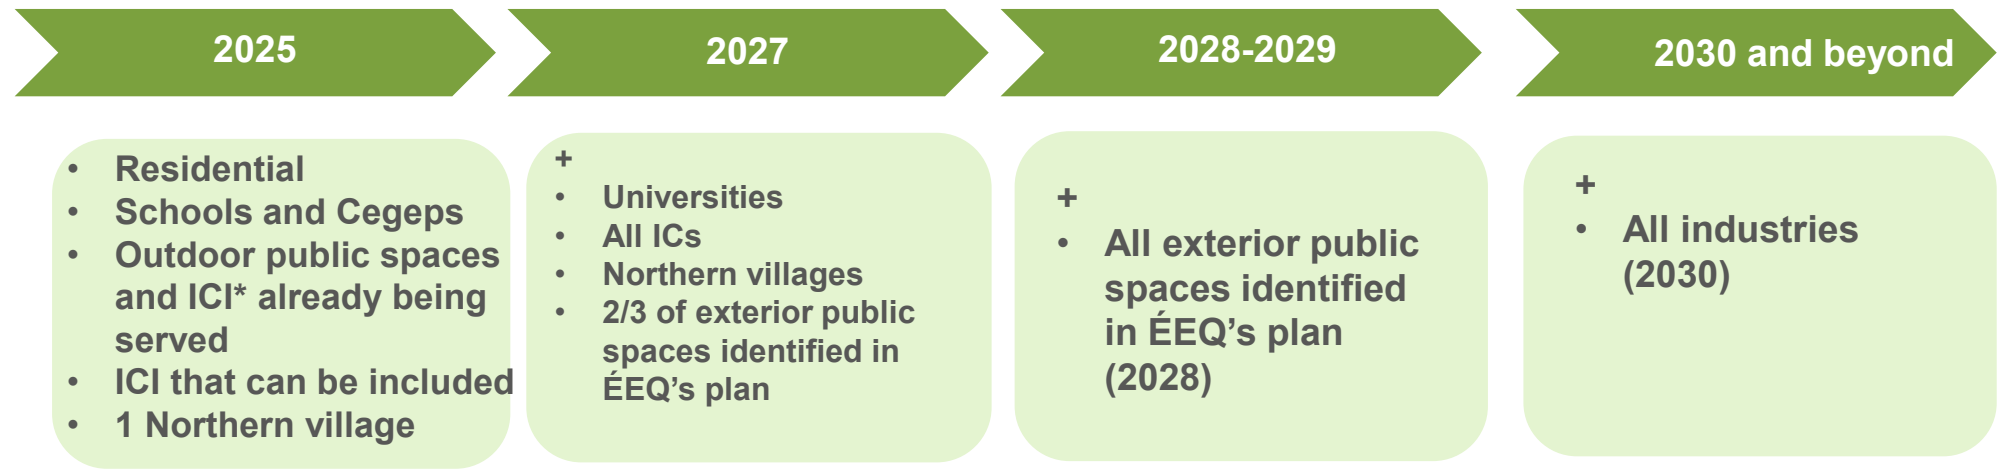 2025
• Residential
• Schools and Cegeps
• Outdoor public spaces
and ICI* already being
served
• ICI that can be included
• 1 Northern village
2027
+
• Universities
• All ICs
• Northern villages
• 2/3 of exterior public
spaces identified in
ÉEQ’s plan
2028-2029
+
• All exterior public
spaces identified
in ÉEQ’s plan
(2028)
2030 and beyond
+
• All industries
(2030)